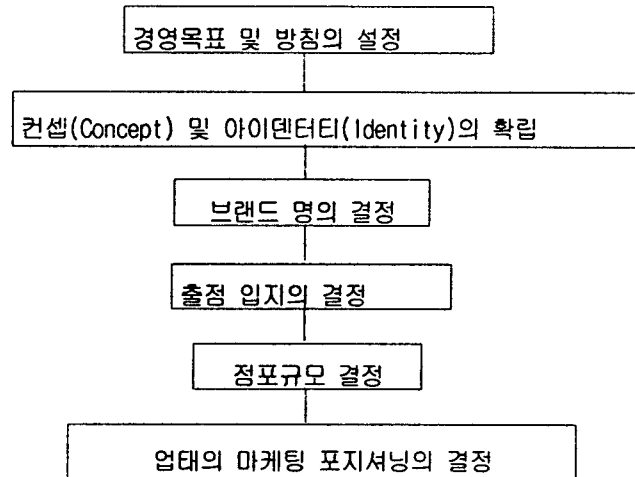 경영목표 및 방침의 설정
컨셉(Concept) 및 아이덴터티(Identity)의 확립
브랜드 명의 결정
출점 입지의 결정
점포규모 결정
업태의 마케팅 포지셔닝의 결정